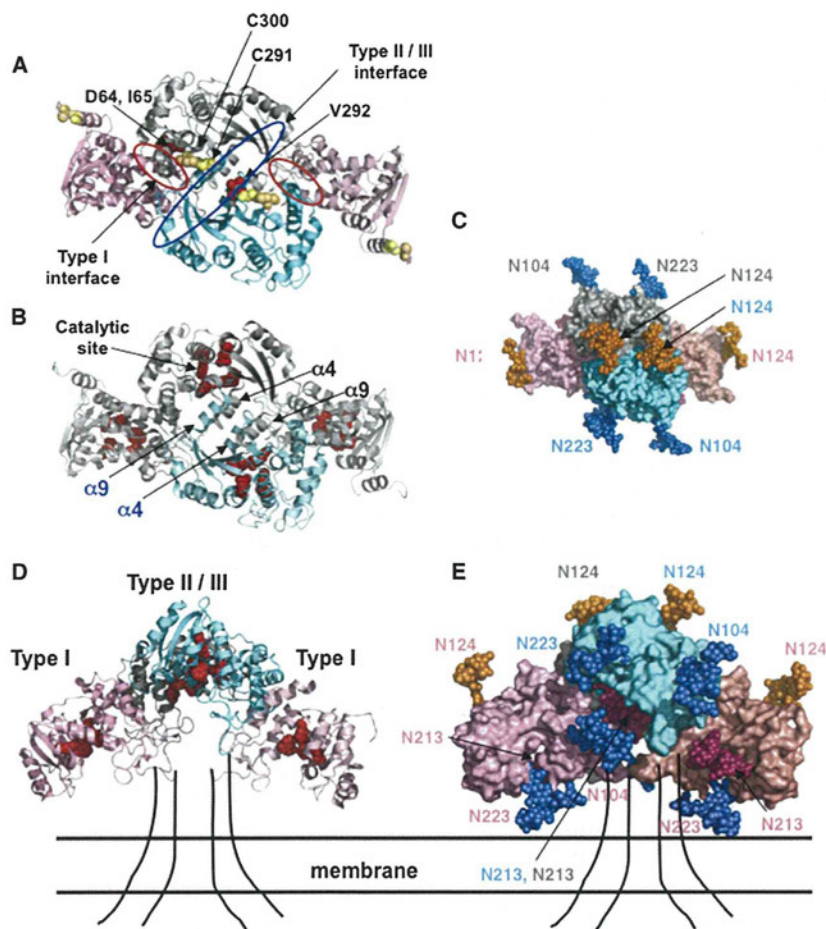 A
C300
C291
Type II / III
interface
D64, I65
V292
Type I
interface
B
Catalytic
site
α4
α9
α9
α4
C
N104
N223
N124
N124
N124
N223
N104
D
Type II / III
Type I
Type I
E
N124
N124
N223
N104
N124
N124
N213
N104
N223
N223
N213
N213, N213
membrane